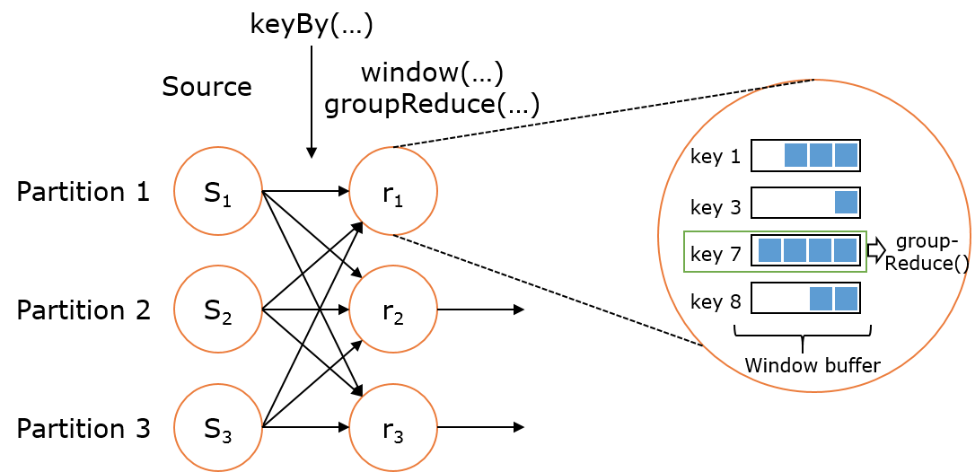 keyBy(…)
Source
window(…)
groupReduce(…)
Partition 1
S1
r1
Partition 2
S2
r2
Partition 3
S3
r3
key 1
key 3
key 7
group-
Reduce()
key 8
Window buffer